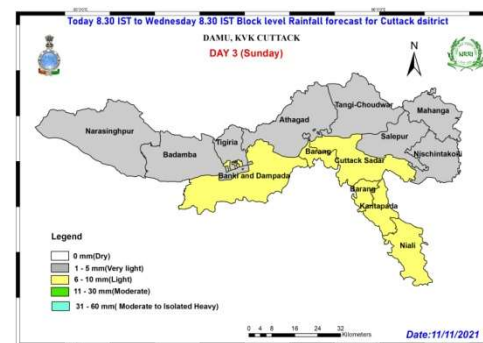 Today 8.30 IST to Wednesday 8.30 IST Block level Rainfall forecast for Cuttack dsitrict
DAMU, KVK CUTTACK
DAY 3 (Sunday)
N
Tangi-Choudwar
Mahanga
Athagad
Narasinghpur
Salepur
Tigiria
Badamba
Barang
Nischintakoili
Cuttack Sadar
Banki and Dampada
Barang
Kantapada
Niali
Legend
0 mm(Dry)
1 - 5 mm(Very light)
6 - 10 mm(Light)
11 - 30 mm(Moderate)
31 - 60 mm( Moderate to Isolated Heavy)
0 4 8 16 24 32
Kilometers
Date:11/11/2021